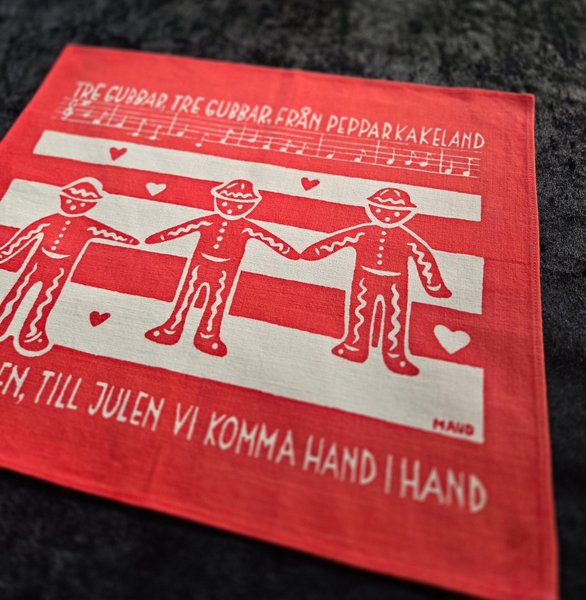 TRE GUBBAR, TRE GUBBAR FRÅN PEPPARKAKELAND
MAUD
EN, TILL JULEN VI KOMMA HAND I HAND